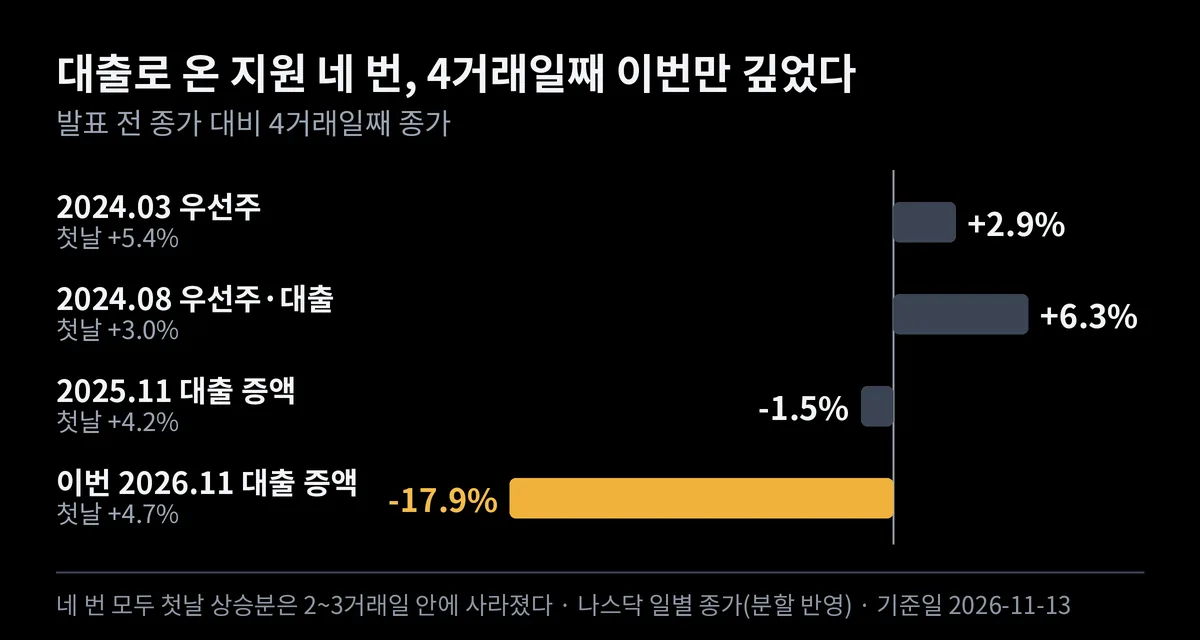 대출로 온 지원 네 번, 4거래일째 이번만 깊었다
발표 전 종가 대비 4거래일째 종가
2024.03 우선주
첫날 +5.4%
+2.9%
2024.08 우선주·대출
첫날 +3.0%
+6.3%
2025.11 대출 증액
첫날 +4.2%
-1.5%
이번 2026.11 대출 증액
첫날 +4.7%
-17.9%
네 번 모두 첫날 상승분은 2~3거래일 안에 사라졌다 · 나스닥 일별 종가(분할 반영) · 기준일 2026-11-13